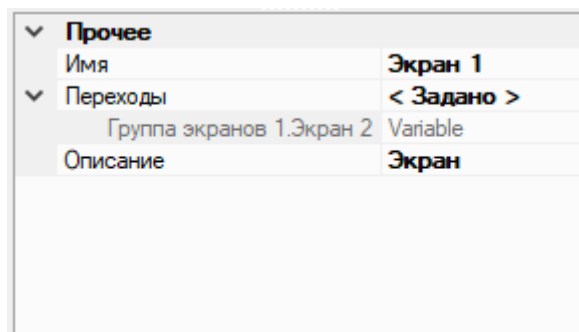 Прочее
Имя Экран 1
Переходы < Задано >
Группа экранов 1.Экран 2 Variable
Описание Экран